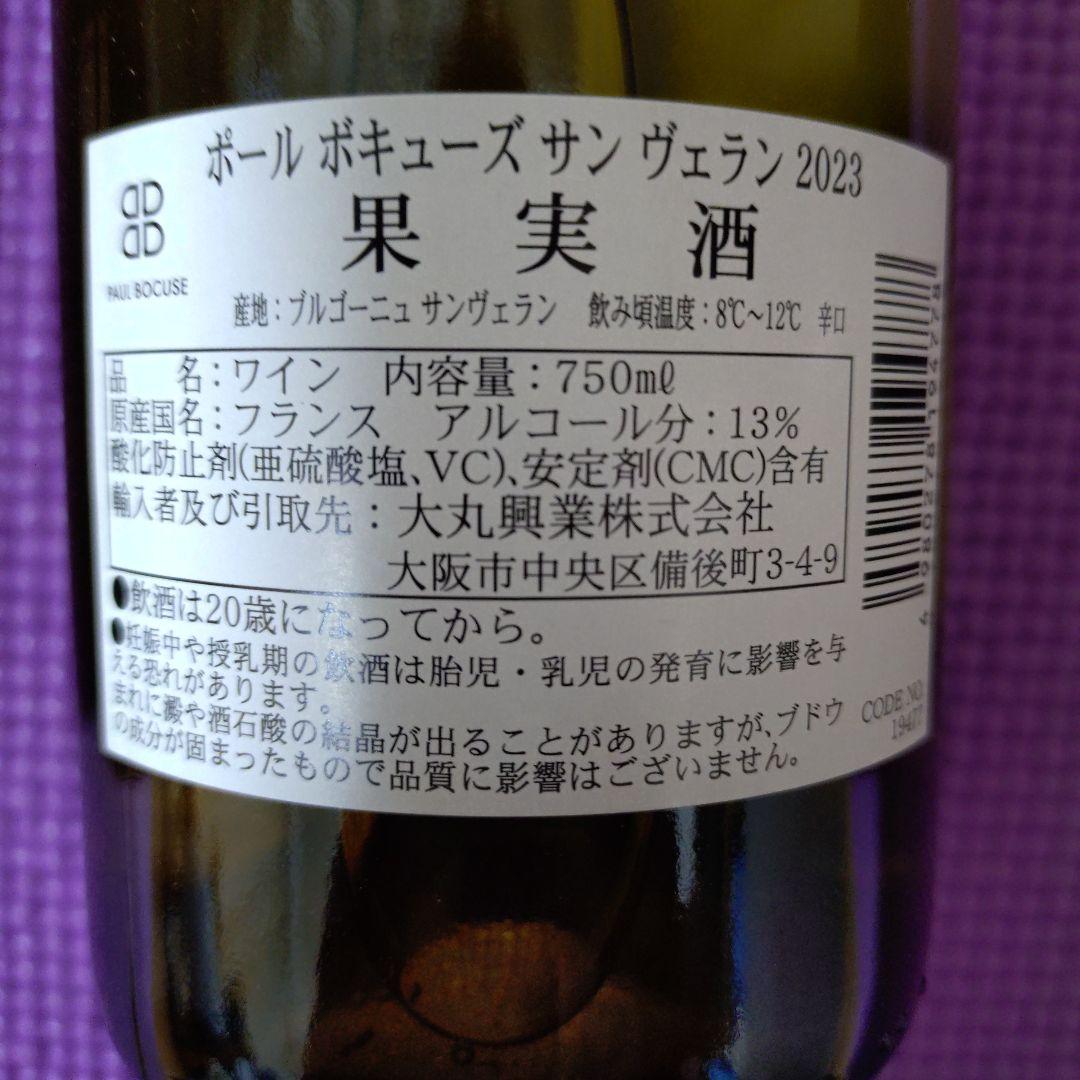 ポール ボキューズ サン ヴェラン 2023
果実酒
PAUL BOCUSE
産地：ブルゴーニュ サンヴェラン　飲み頃温度：8℃～12℃　辛口
品　名：ワイン　内容量：750mℓ
原産国名：フランス　アルコール分：13%
酸化防止剤(亜硫酸塩、VC)、安定剤(CMC)含有
輸入者及び引取先：大丸興業株式会社
大阪市中央区備後町3-4-9
●飲酒は20歳になってから。
●妊娠中や授乳期の飲酒は胎児・乳児の発育に影響を与
える恐れがあります。
まれに澱や酒石酸の結晶が出ることがありますが、ブドウ
の成分が固まったもので品質に影響はございません。
CODE NO.